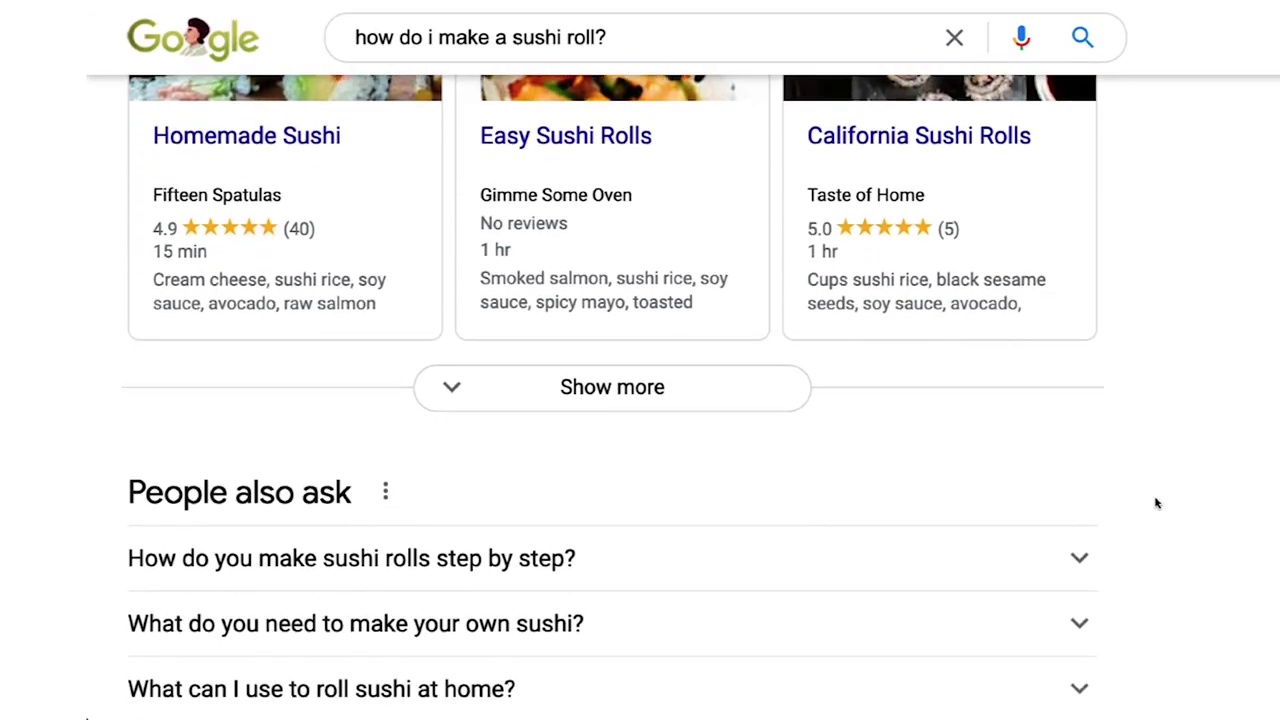 Google
how do i make a sushi roll?
Homemade Sushi
Fifteen Spatulas
4.9 ★★★★★ (40)
15 min
Cream cheese, sushi rice, soy
sauce, avocado, raw salmon
Easy Sushi Rolls
Gimme Some Oven
No reviews
1 hr
Smoked salmon, sushi rice, soy
sauce, spicy mayo, toasted
California Sushi Rolls
Taste of Home
5.0 ★★★★★ (5)
1 hr
Cups sushi rice, black sesame
seeds, soy sauce, avocado,
Show more
People also ask
How do you make sushi rolls step by step?
What do you need to make your own sushi?
What can I use to roll sushi at home?